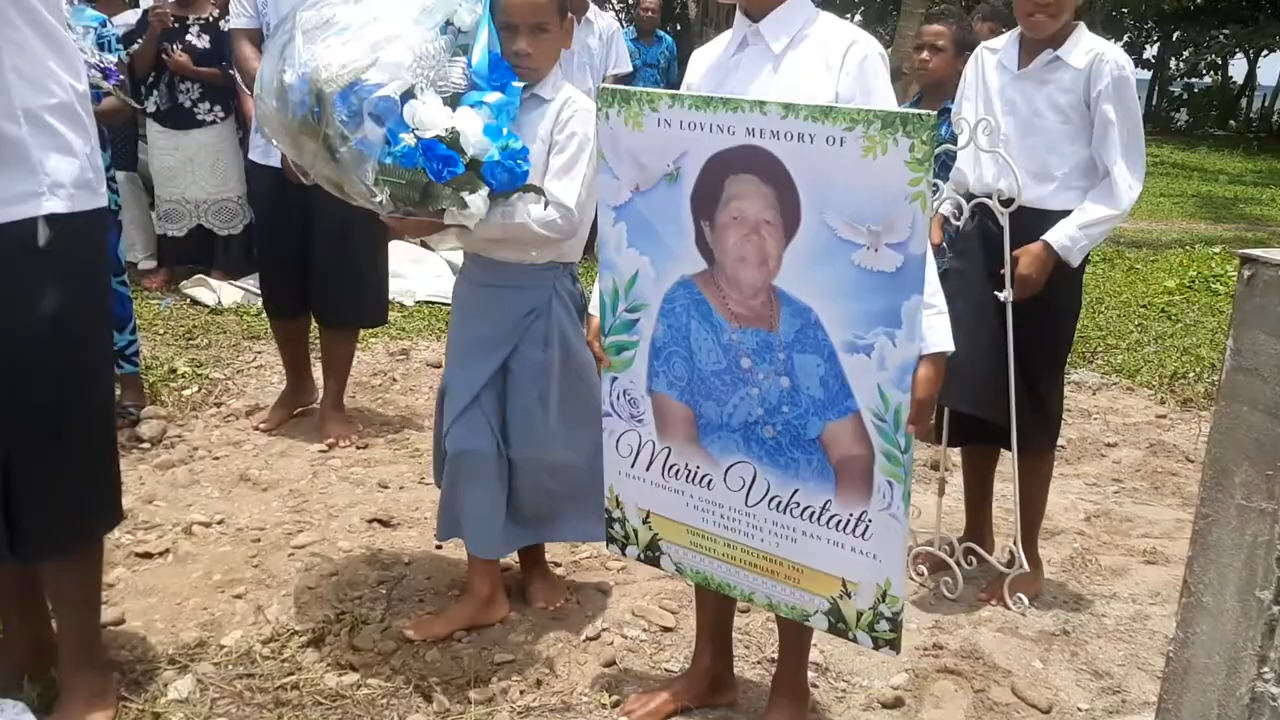 IN LOVING MEMORY OF
Maria Vakataiti
I HAVE FOUGHT A GOOD FIGHT, I HAVE RAN THE RACE,
I HAVE KEPT THE FAITH
II TIMOTHY 4 : 7
SUNRISE: 3RD DECEMBER 1943
SUNSET: 4TH FEBRUARY 2022